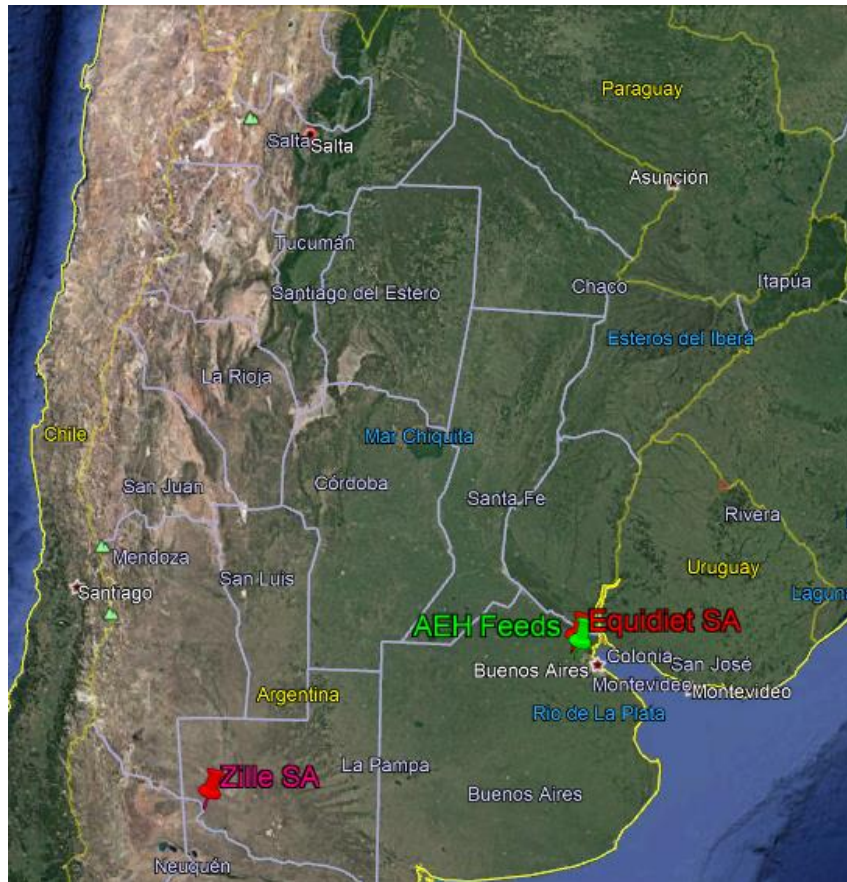 Paraguay
Salta
Salta
Asunción
Tucumán
Santiago del Estero
Chaco
Itapúa
Esteros del Iberá
La Rioja
Chile
Mar Chiquita
San Juan
Córdoba
Santa Fe
Rivera
Mendoza
San Luis
Uruguay
Santiago
Laguna
AEH Feeds
Equidiet SA
Colonia
Buenos Aires
San José
Montevideo
Montevideo
Argentina
Rio de La Plata
La Pampa
Zille SA
Buenos Aires
Neuquén